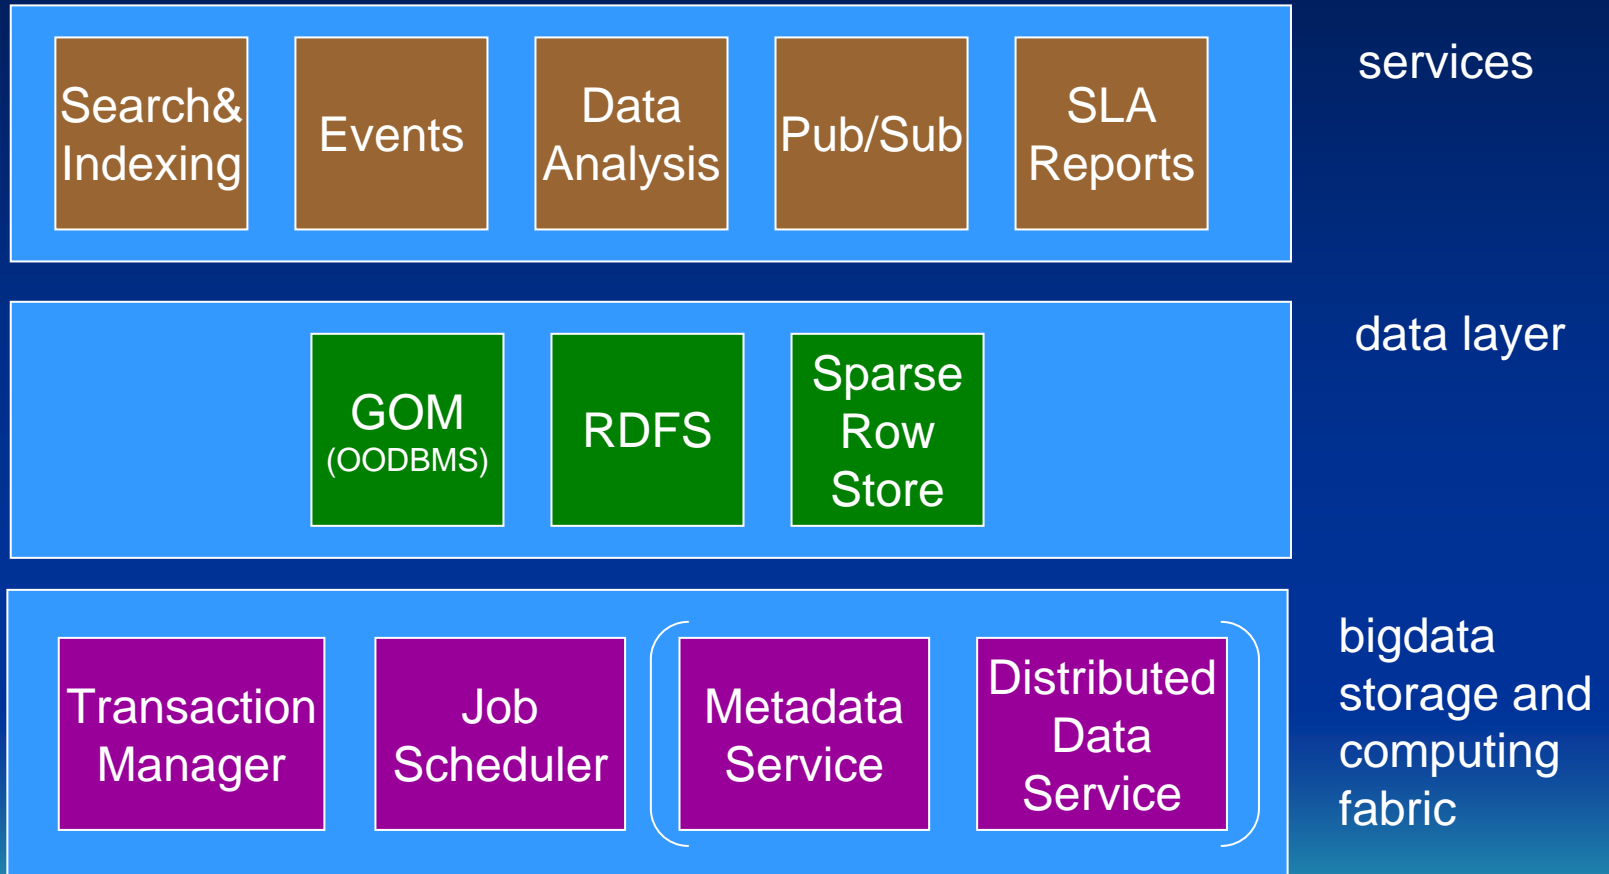 Search&
Indexing
Events
Data
Analysis
Pub/Sub
SLA
Reports
services
GOM
(OODBMS)
RDFS
Sparse
Row
Store
data layer
Transaction
Manager
Job
Scheduler
Metadata
Service
Distributed
Data
Service
bigdata
storage and
computing
fabric